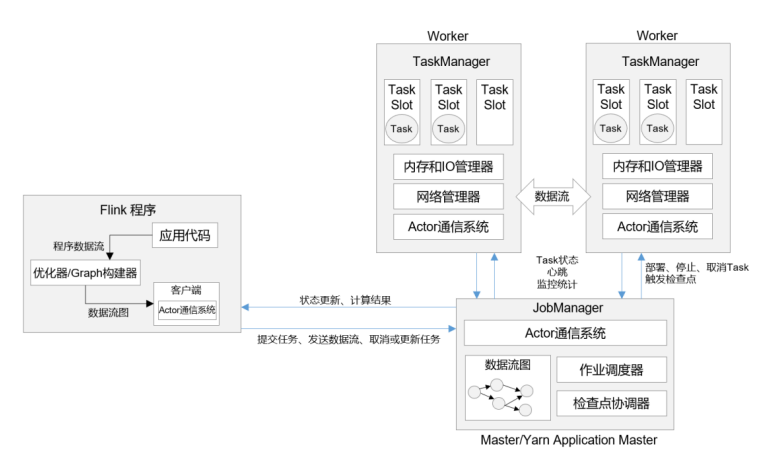 Worker
TaskManager
Task Slot
Task
Task Slot
Task
Task Slot
内存和IO管理器
网络管理器
Actor通信系统
数据流
Worker
TaskManager
Task Slot
Task
Task Slot
Task
Task Slot
内存和IO管理器
网络管理器
Actor通信系统
Flink 程序
应用代码
程序数据流
优化器/Graph构建器
数据流图
客户端
Actor通信系统
状态更新、计算结果
提交任务、发送数据流、取消或更新任务
Task状态
心跳
监控统计
部署、停止、取消Task
触发检查点
JobManager
Actor通信系统
数据流图
作业调度器
检查点协调器
Master/Yarn Application Master